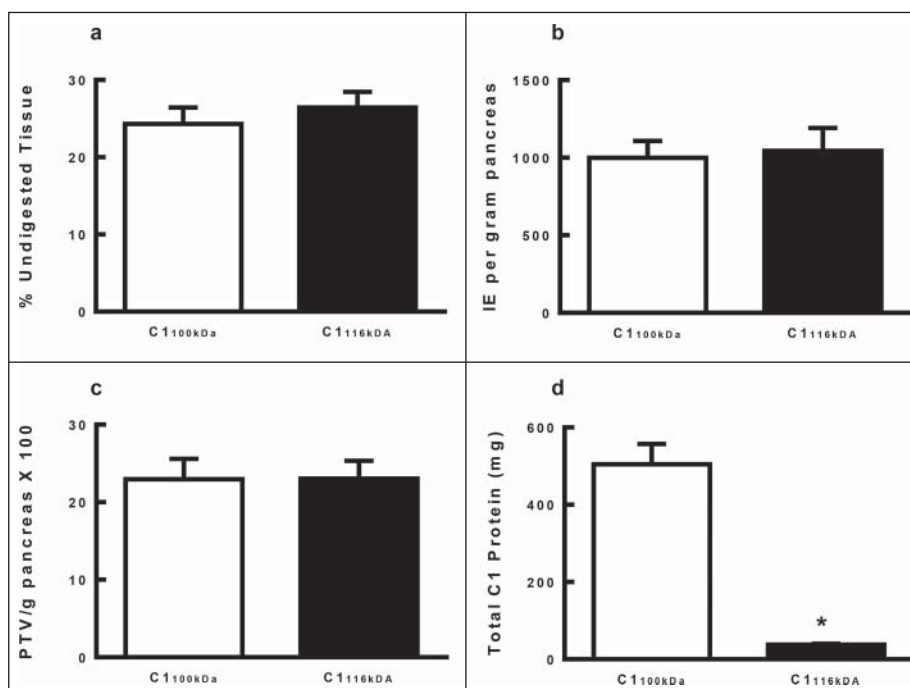 a
% Undigested Tissue
30
20
10
0
C1100kDa
C1116kDA
b
IE per gram pancreas
1500
1000
500
0
C1100kDa
C1116kDA
c
PTV/g pancreas X 100
30
20
10
0
C1100kDa
C1116kDA
d
Total C1 Protein (mg)
600
400
200
0
*
C1100kDa
C1116kDA